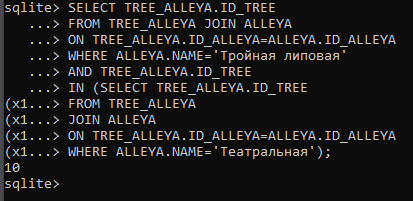 sqlite> SELECT TREE_ALLEYA.ID_TREE
   ...> FROM TREE_ALLEYA JOIN ALLEYA
   ...> ON TREE_ALLEYA.ID_ALLEYA=ALLEYA.ID_ALLEYA
   ...> WHERE ALLEYA.NAME='Тройная липовая'
   ...> AND TREE_ALLEYA.ID_TREE
   ...> IN (SELECT TREE_ALLEYA.ID_TREE
(x1...> FROM TREE_ALLEYA
(x1...> JOIN ALLEYA
(x1...> ON TREE_ALLEYA.ID_ALLEYA=ALLEYA.ID_ALLEYA
(x1...> WHERE ALLEYA.NAME='Театральная');
10
sqlite>